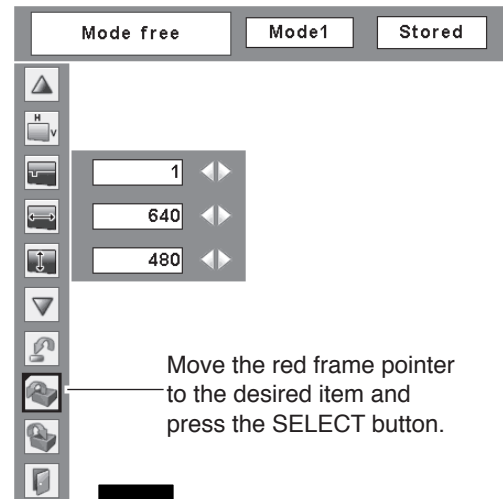 Mode free Mode1 Stored
H
V
1
640
480
Move the red frame pointer
to the desired item and
press the SELECT button.